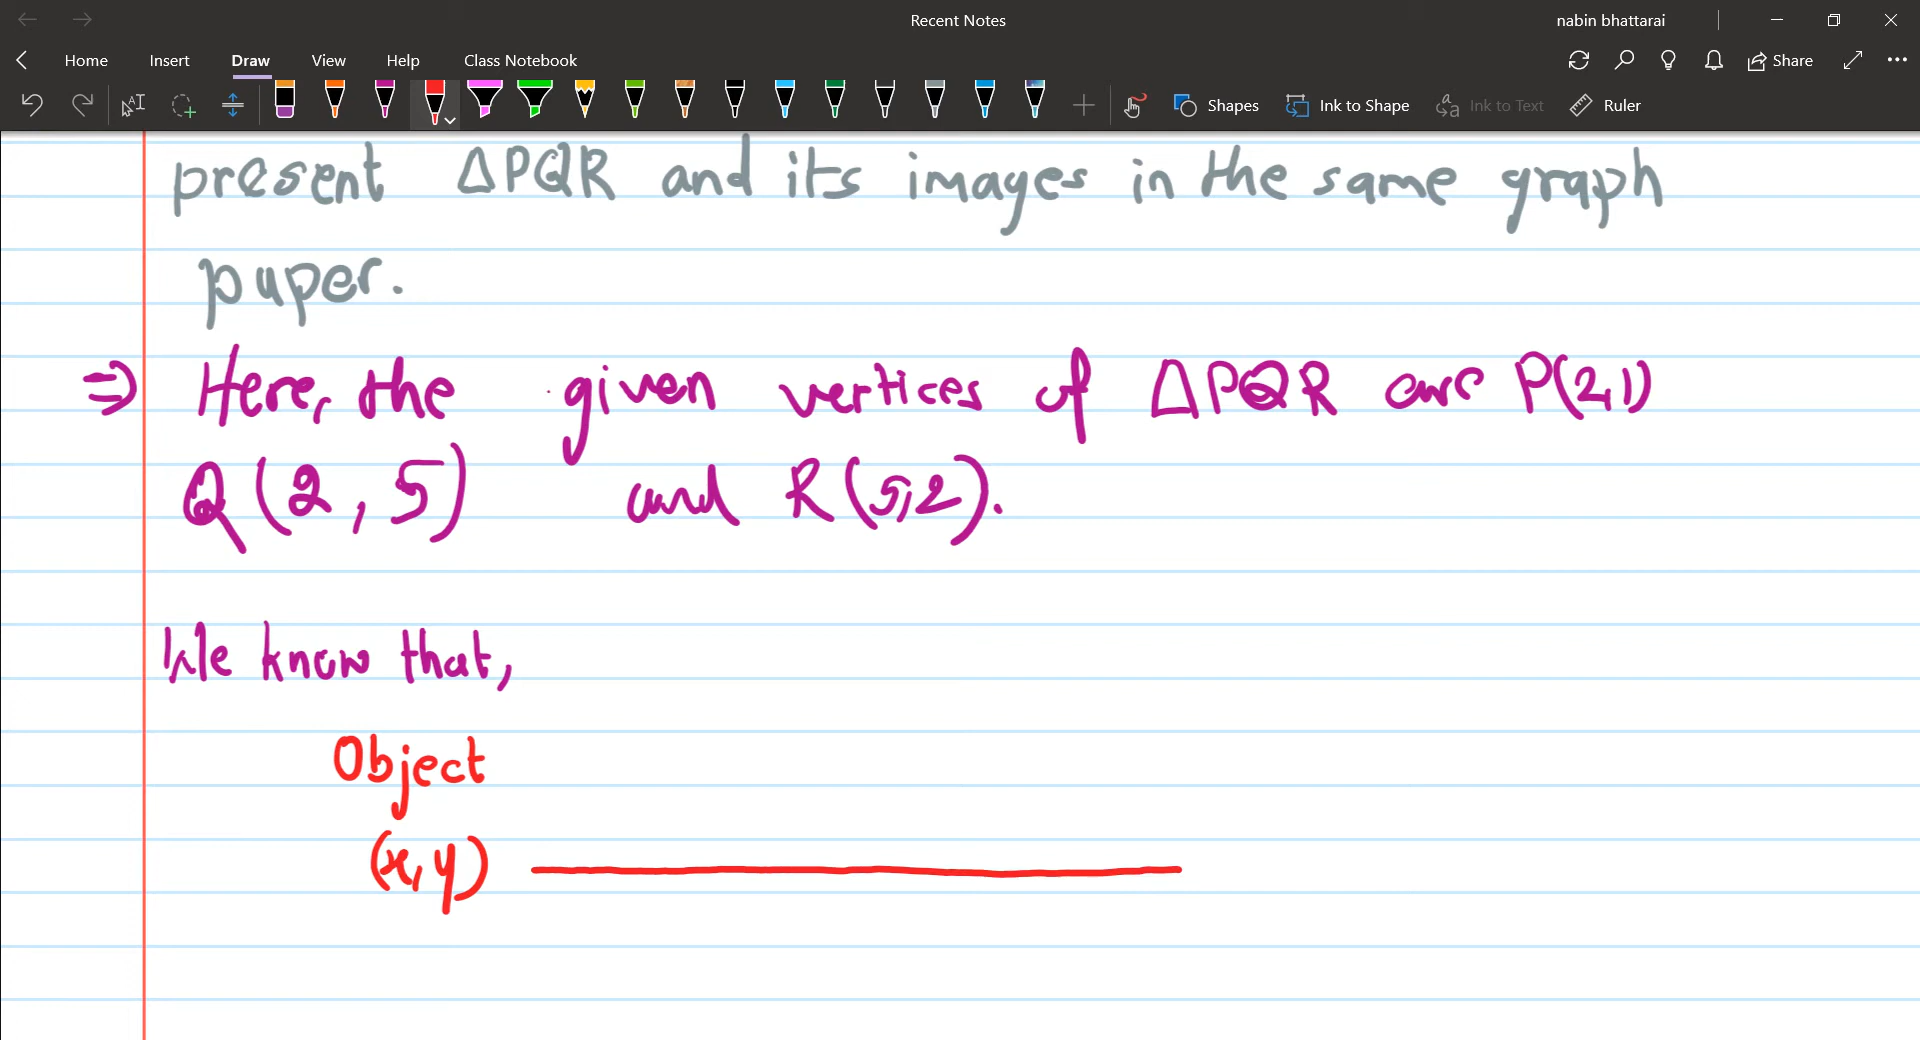 Recent Notes
nabin bhattarai
Home Insert Draw View Help Class Notebook
Share
Shapes Ink to Shape Ink to Text Ruler
present ΔPQR and its images in the same graph
paper.
⇒ Here, the given vertices of ΔPQR are P(2,1)
Q(2,5) and R(5,2).
We know that,
Object
(x,y)